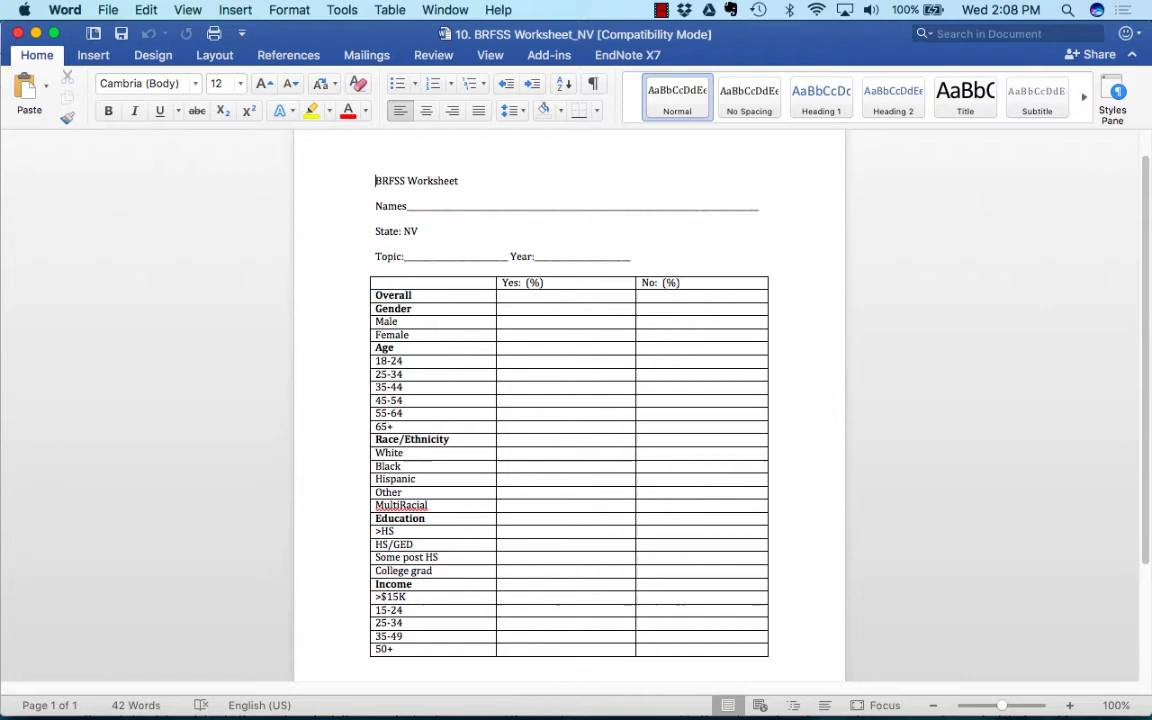 Word File Edit View Insert Format Tools Table Window Help 100% Wed 2:08 PM
10. BRFSS Worksheet_NV [Compatibility Mode] Search in Document
Home Insert Design Layout References Mailings Review View Add-ins EndNote X7 Share
Cambria (Body) 12 AaBbCcDdEe AaBbCcDdEe AaBbCcDc AaBbCcDdEe AaBbC AaBbCcDdE
Paste B I U abc X2 X2 A A Normal No Spacing Heading 1 Heading 2 Title Subtitle Styles Pane
BRFSS Worksheet
Names
State: NV
Topic: Year:
Yes: (%) No: (%)
Overall
Gender
Male
Female
Age
18-24
25-34
35-44
45-54
55-64
65+
Race/Ethnicity
White
Black
Hispanic
Other
MultiRacial
Education
>HS
HS/GED
Some post HS
College grad
Income
>$15K
15-24
25-34
35-49
50+
Page 1 of 1 42 Words English (US) Focus 100%